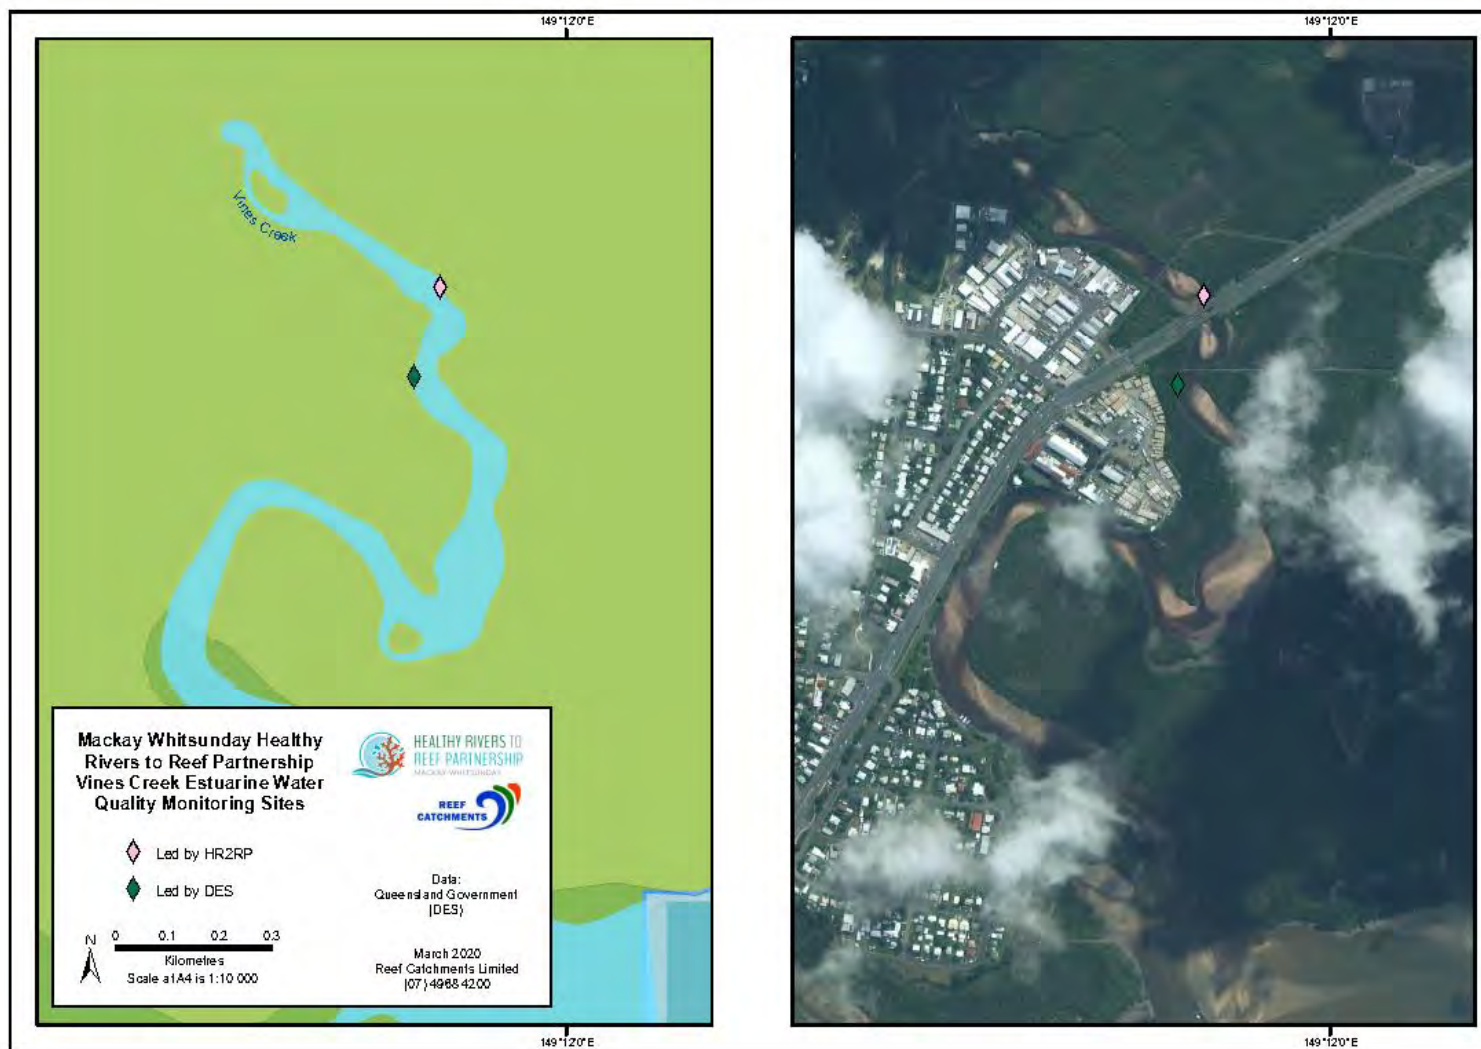 149°12'0" E
149°12'0" E
Vines Creek
Mackay Whitsunday Healthy
Rivers to Reef Partnership
Vines Creek Estuarine Water
Quality Monitoring Sites
HEALTHY RIVERS TO
REEF PARTNERSHIP
MACKAY-WHITSUNDAY
REEF
CATCHMENTS
Led by HR2RP
Led by DES
Data:
Queensland Government
(DES)
N
0 0.1 0.2 0.3
Kilometres
Scale at A4 is 1:10 000
March 2020
Reef Catchments Limited
(07) 4968 4200
149°12'0" E
149°12'0" E